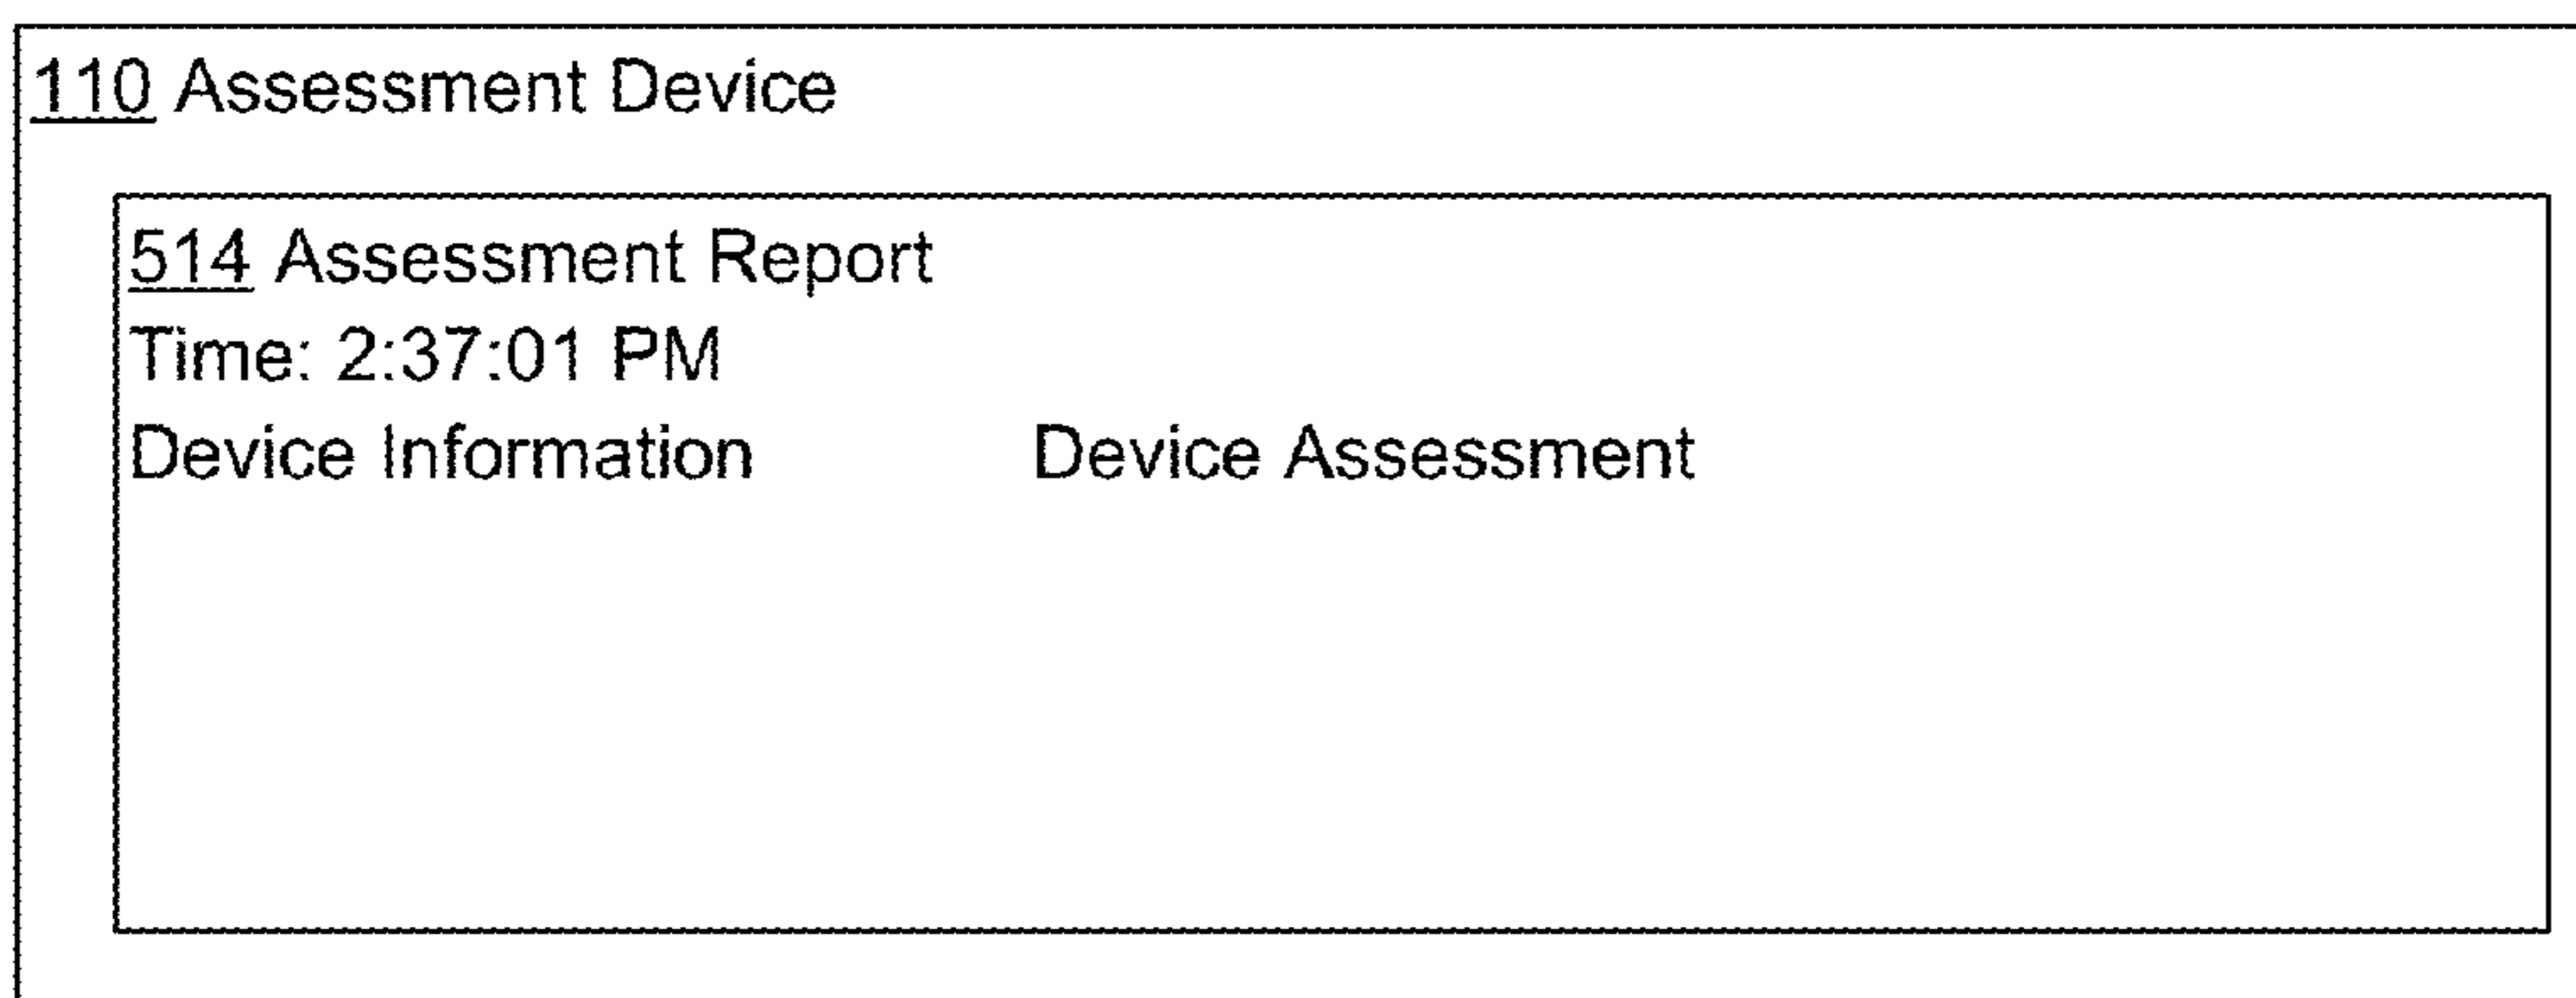 110 Assessment Device
514 Assessment Report
Time: 2:37:01 PM
Device Information Device Assessment